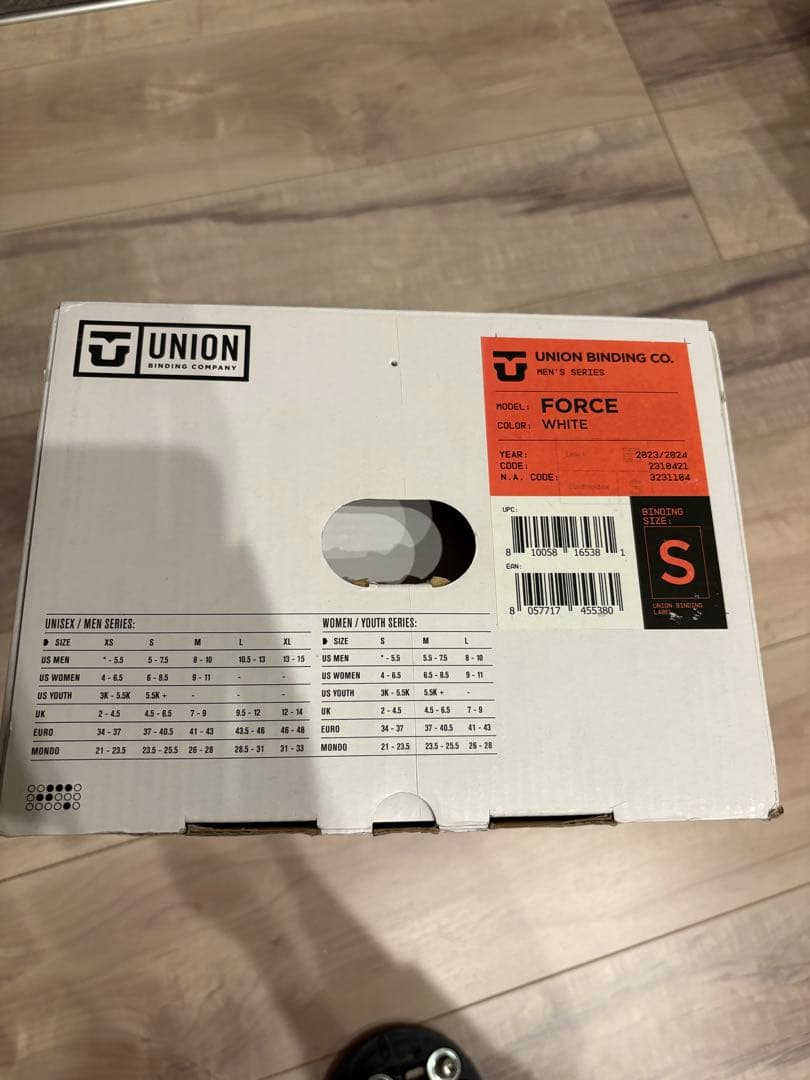 UNION
BINDING COMPANY
UNION BINDING CO.
MEN'S SERIES
MODEL: FORCE
COLOR: WHITE
YEAR: 2023/2024
CODE: 2310421
N.A. CODE: 3231104
UPC:
8 10058 16538 1
EAN:
8 057717 455380
BINDING
SIZE:
S
UNION BINDING
LABEL
UNISEX / MEN SERIES:
SIZE XS S M L XL
US MEN * - 5.5 5 - 7.5 8 - 10 10.5 - 13 13 - 15
US WOMEN 4 - 6.5 6 - 8.5 9 - 11 - -
US YOUTH 3K - 5.5K 5.5K + - - -
UK 2 - 4.5 4.5 - 6.5 7 - 9 9.5 - 12 12 - 14
EURO 34 - 37 37 - 40.5 41 - 43 43.5 - 46 46 - 48
MONDO 21 - 23.5 23.5 - 25.5 26 - 28 28.5 - 31 31 - 33
WOMEN / YOUTH SERIES:
SIZE S M L
US MEN * - 5.5 5.5 - 7.5 8 - 10
US WOMEN 4 - 6.5 6.5 - 8.5 9 - 11
US YOUTH 3K - 5.5K 5.5K + -
UK 2 - 4.5 4.5 - 6.5 7 - 9
EURO 34 - 37 37 - 40.5 41 - 43
MONDO 21 - 23.5 23.5 - 25.5 26 - 28